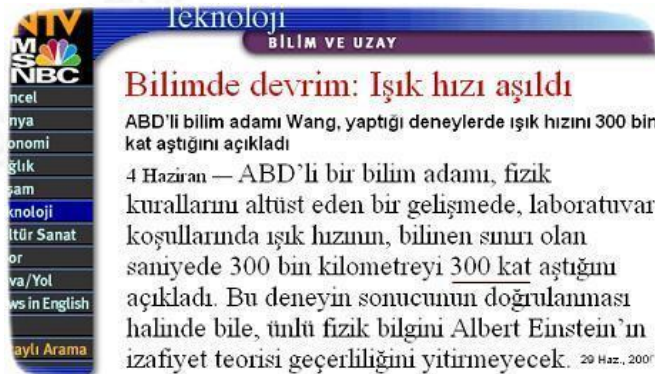 NTV
MS
NBC
Teknoloji
BİLİM VE UZAY
Bilimde devrim: Işık hızı aşıldı
ABD'li bilim adamı Wang, yaptığı deneylerde ışık hızını 300 bin
kat aştığını açıkladı
4 Haziran — ABD'li bir bilim adamı, fizik
kurallarını altüst eden bir gelişmede, laboratuvar
koşullarında ışık hızının, bilinen sınırı olan
saniyede 300 bin kilometreyi 300 kat aştığını
açıkladı. Bu deneyin sonucunun doğrulanması
halinde bile, ünlü fizik bilgini Albert Einstein'ın
izafiyet teorisi geçerliliğini yitirmeyecek. 29 Haz.,
ncel
nya
onomi
ğlık
şam
knoloji
ltür Sanat
or
va/Yol
ws in English
aylı Arama